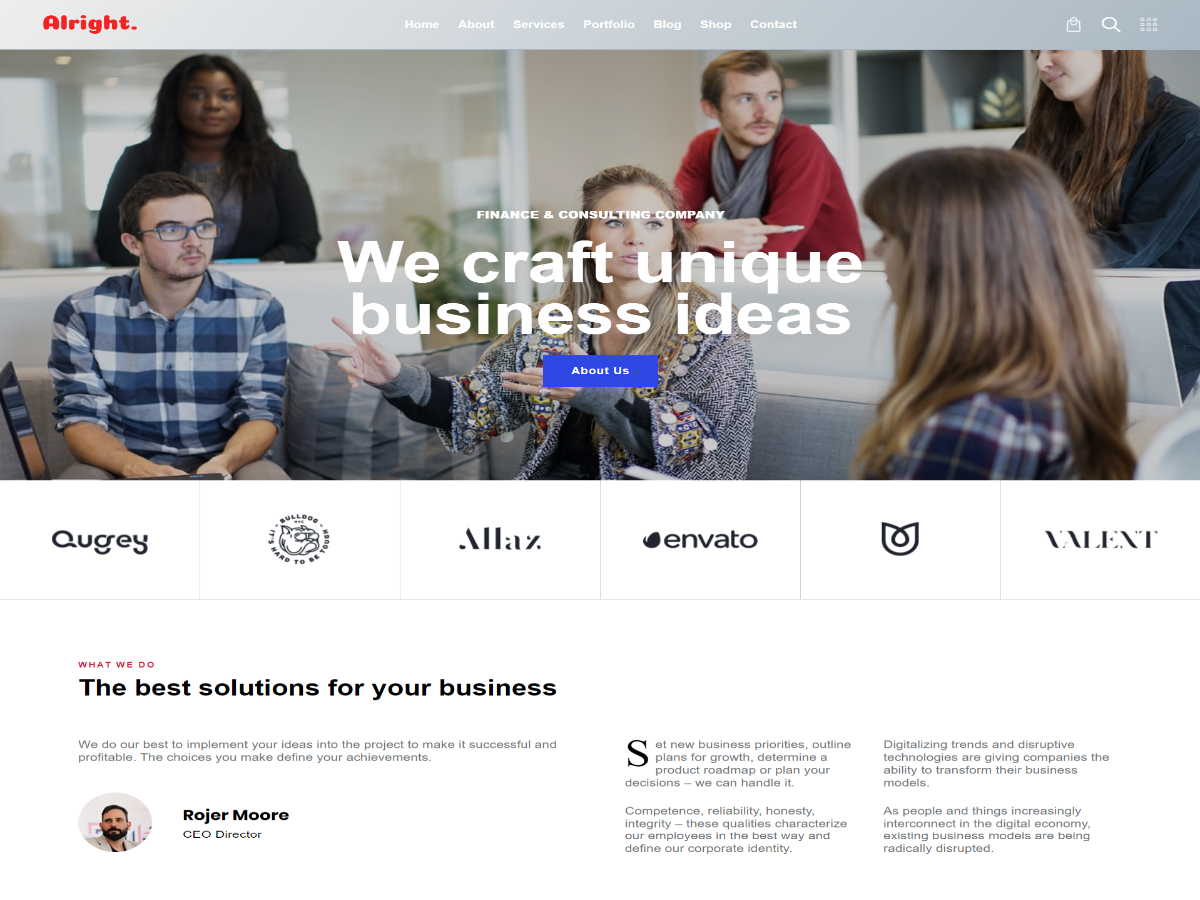 Alright.
Home About Services Portfolio Blog Shop Contact
FINANCE & CONSULTING COMPANY
We craft unique
business ideas
About Us
Augrey
BULLDOG
NYC
IT'S HARD TO BE TOUGH
Allaz
envato
VALEXT
WHAT WE DO
The best solutions for your business
We do our best to implement your ideas into the project to make it successful and
profitable. The choices you make define your achievements.
Rojer Moore
CEO Director
Set new business priorities, outline
plans for growth, determine a
product roadmap or plan your
decisions – we can handle it.
Competence, reliability, honesty,
integrity – these qualities characterize
our employees in the best way and
define our corporate identity.
Digitalizing trends and disruptive
technologies are giving companies the
ability to transform their business
models.
As people and things increasingly
interconnect in the digital economy,
existing business models are being
radically disrupted.